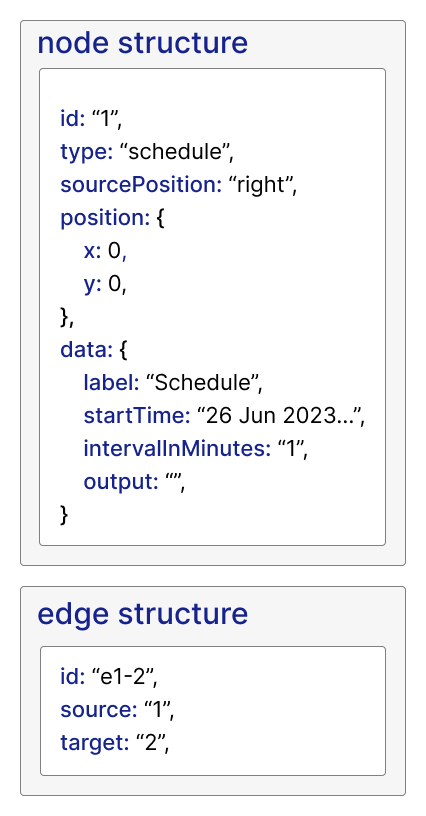 node structure
id: “1”,
type: “schedule”,
sourcePosition: “right”,
position: {
x: 0,
y: 0,
},
data: {
label: “Schedule”,
startTime: “26 Jun 2023...”,
intervalInMinutes: “1”,
output: “”,
}
edge structure
id: “e1-2”,
source: “1”,
target: “2”,